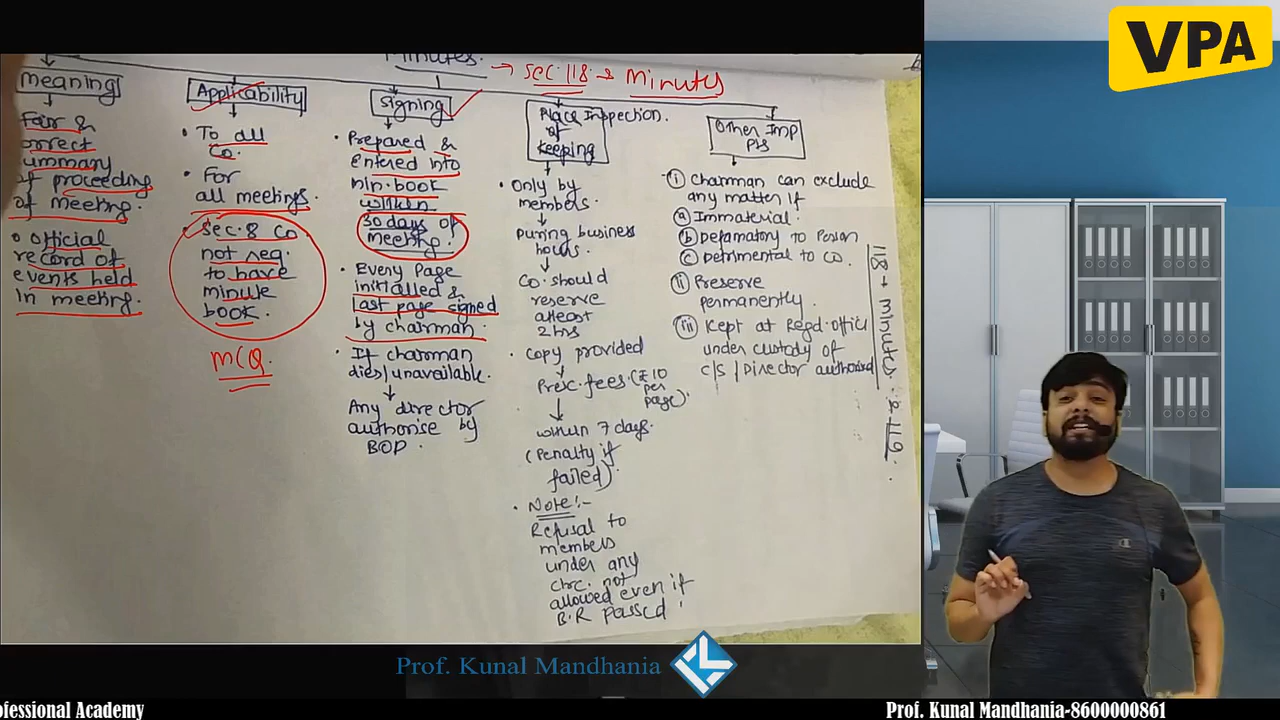 VPA
Minutes. → Sec. 118 → Minutes
Meaning
Fair &
orrect
ummary
of proceeding
of meeting.
• Official
record of
events held
in meeting.
Applicability
• To all
Co.
• For
all meetings
• Sec. 8 Co
not req.
to have
minute
book.
MCQ
Signing
• Prepared &
entered into
min. book
within
30 days of
meeting.
• Every Page
initialled &
last page signed
by chairman
• If chairman
dies/unavailable.
Any director
authorise by
BOD.
Place Inspection.
of
keeping
• Only by
members.
During business
hours.
Co. should
reserve
atleast
2 hrs
• Copy provided
Presc. fees (₹ 10
per
page).
within 7 days.
(Penalty if
failed)
• Note:-
Refusal to
members
under any
circ. not
allowed even if
B.R passed
Other Imp
Pts
(i) Chairman can exclude
any matter if
(a) Immaterial.
(b) Defamatory to Person
(c) Detrimental to Co.
(ii) Preserve
permanently.
(iii) Kept at Regd. office
under custody of
C/S / Director authorised
118 → Minutes. & 119.
Prof. Kunal Mandhania
ofessional Academy
Prof. Kunal Mandhania-8600000861